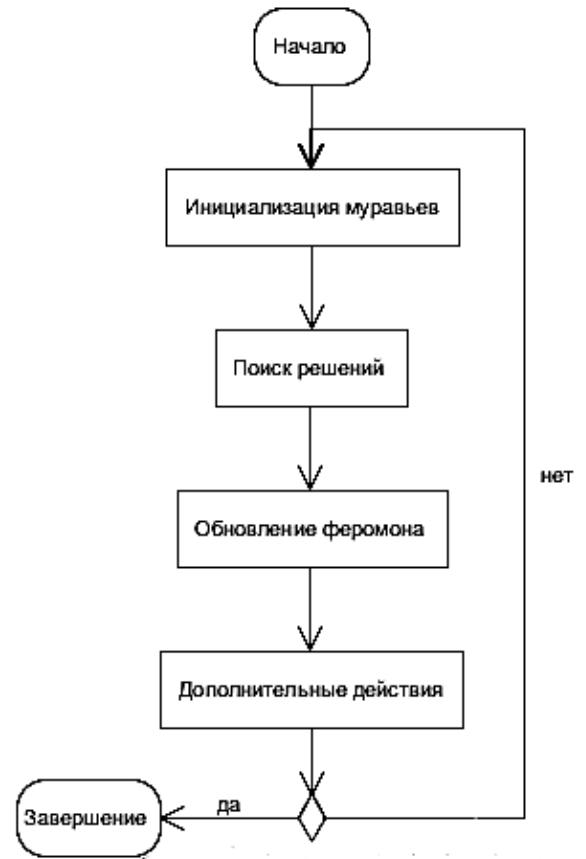 Начало
Инициализация муравьев
Поиск решений
нет
Обновление феромона
Дополнительные действия
да
Завершение